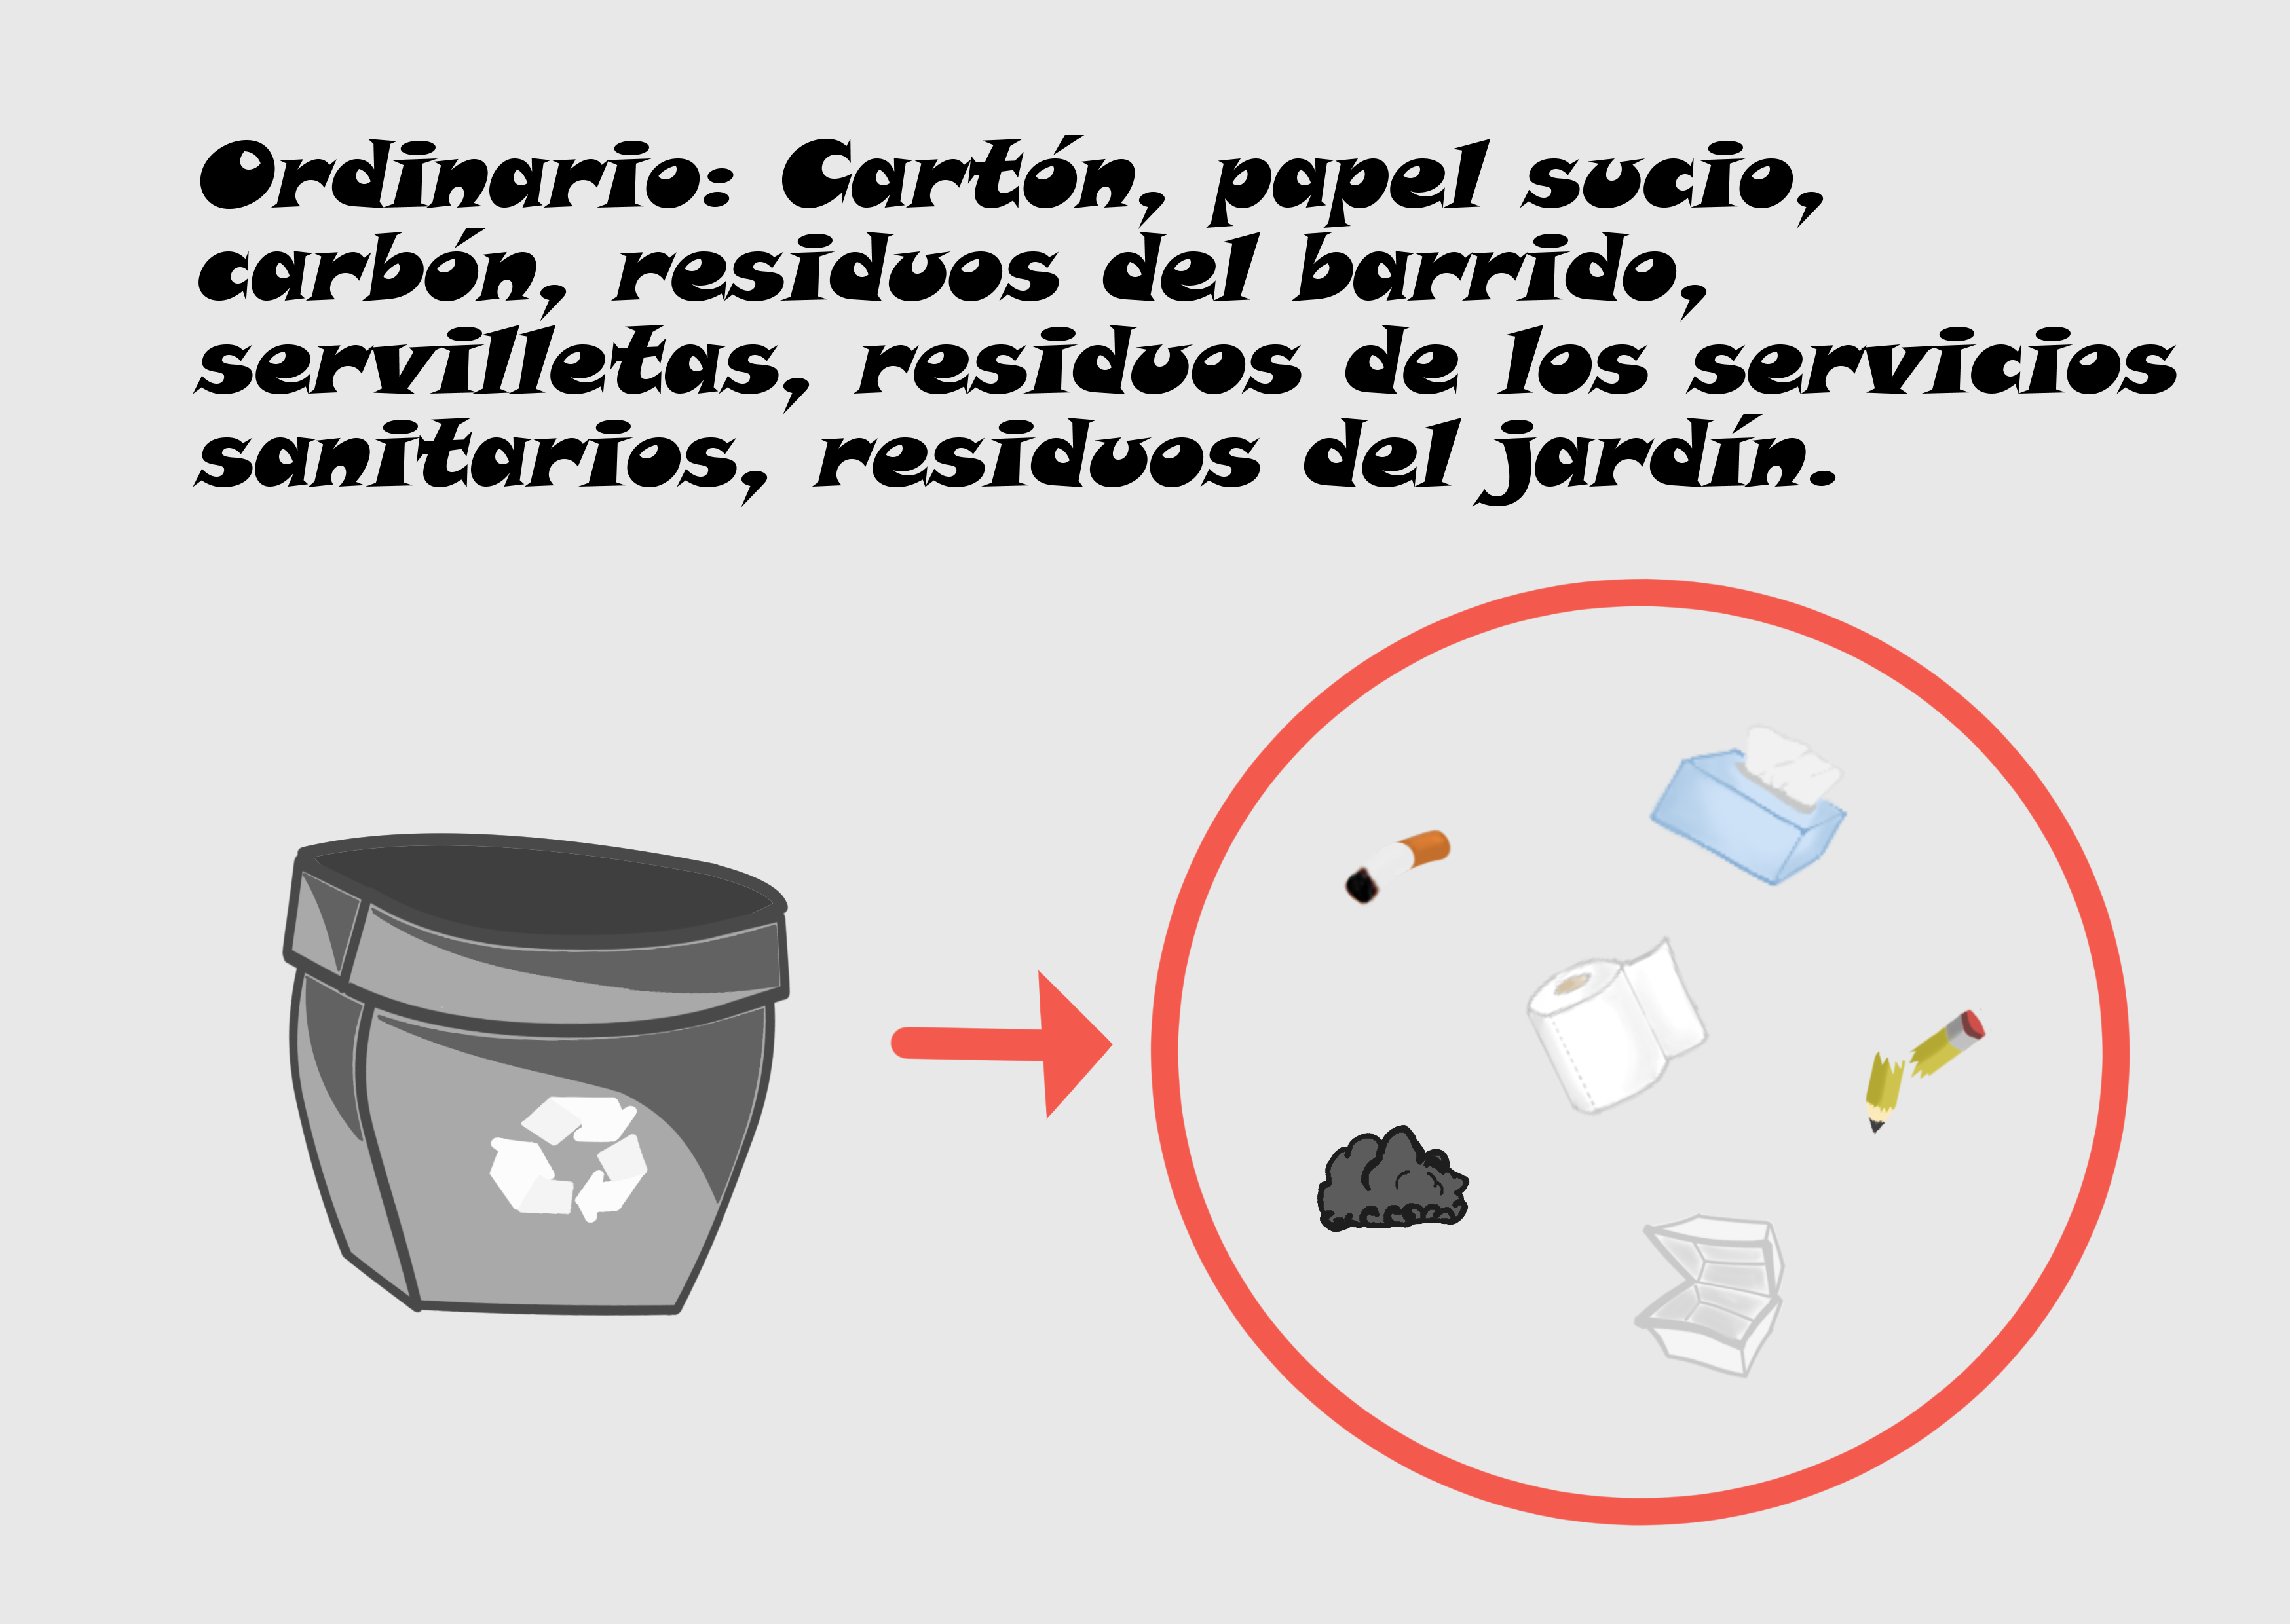 Ordinario: Cartón, papel sucio,
carbón, residuos del barrido,
servilletas, residuos de los servicios
sanitarios, residuos del jardín.